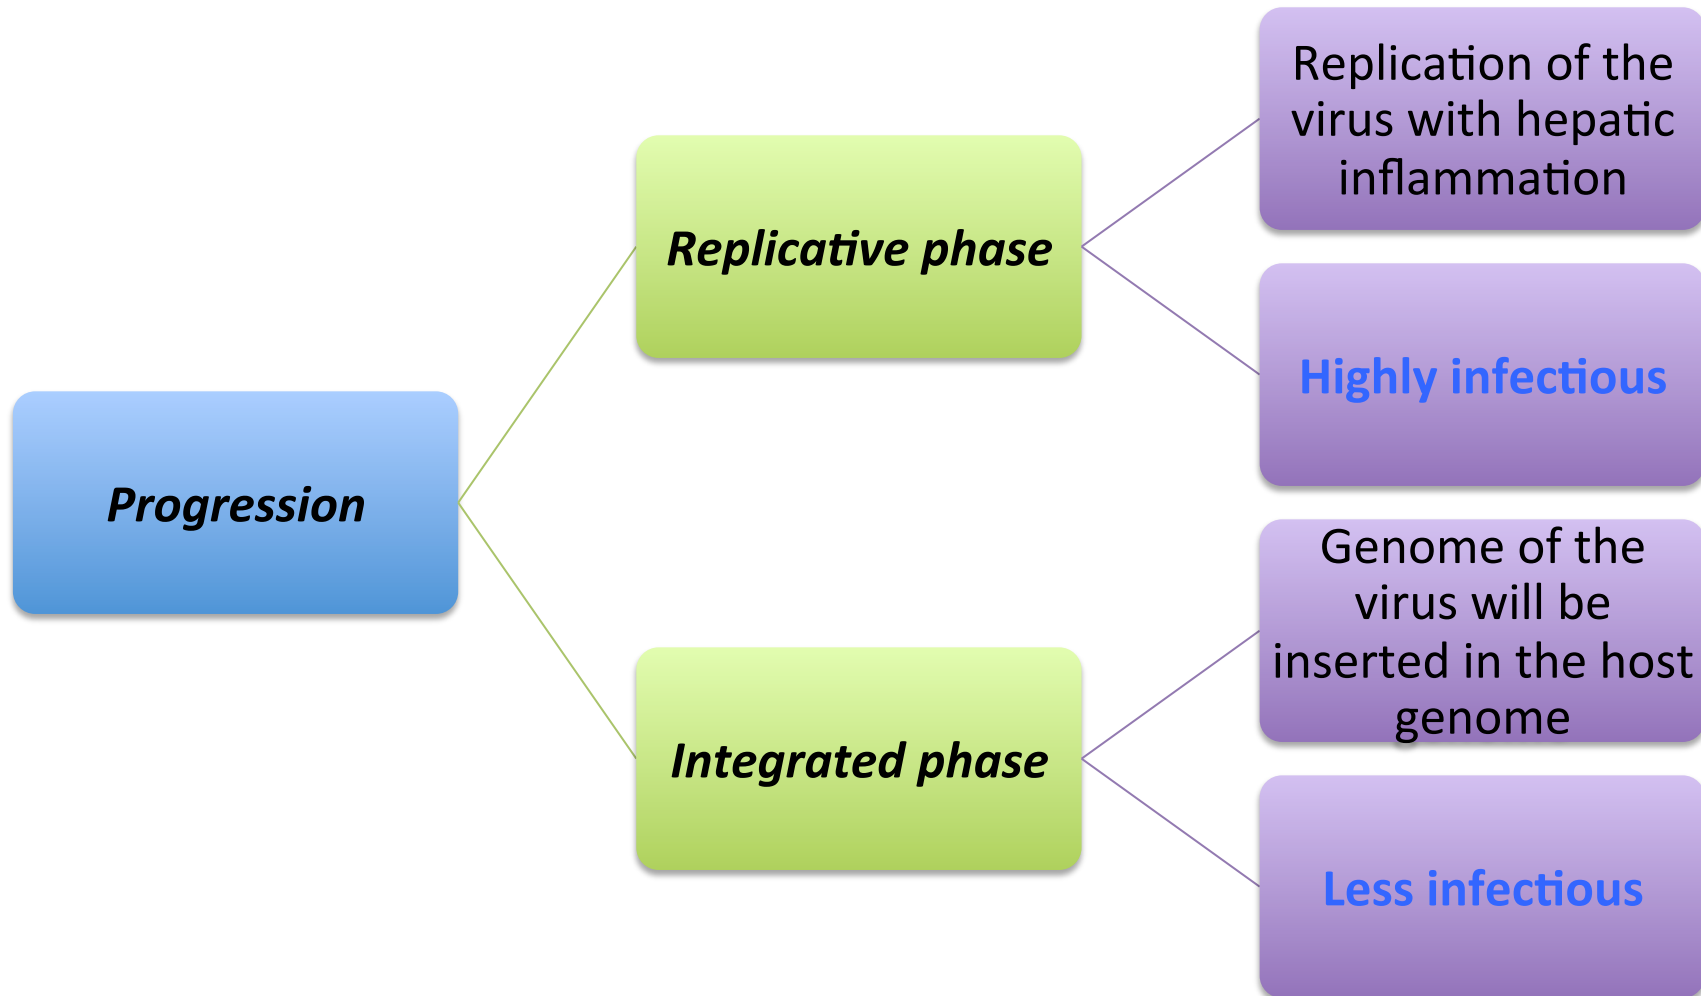 Progression
Replicative phase
Replication of the
virus with hepatic
inflammation
Highly infectious
Integrated phase
Genome of the
virus will be
inserted in the host
genome
Less infectious